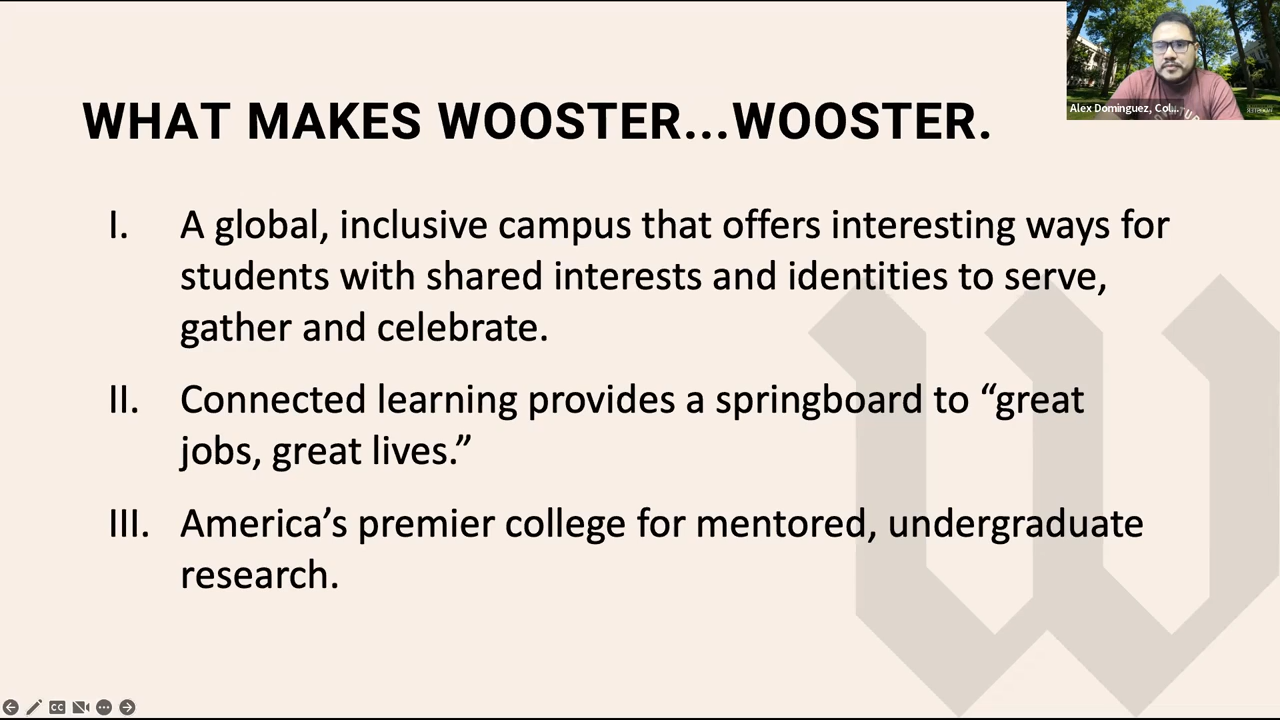 WHAT MAKES WOOSTER...WOOSTER.
Alex Dominguez, Col...
I. A global, inclusive campus that offers interesting ways for
students with shared interests and identities to serve,
gather and celebrate.
II. Connected learning provides a springboard to “great
jobs, great lives.”
III. America’s premier college for mentored, undergraduate
research.
CC